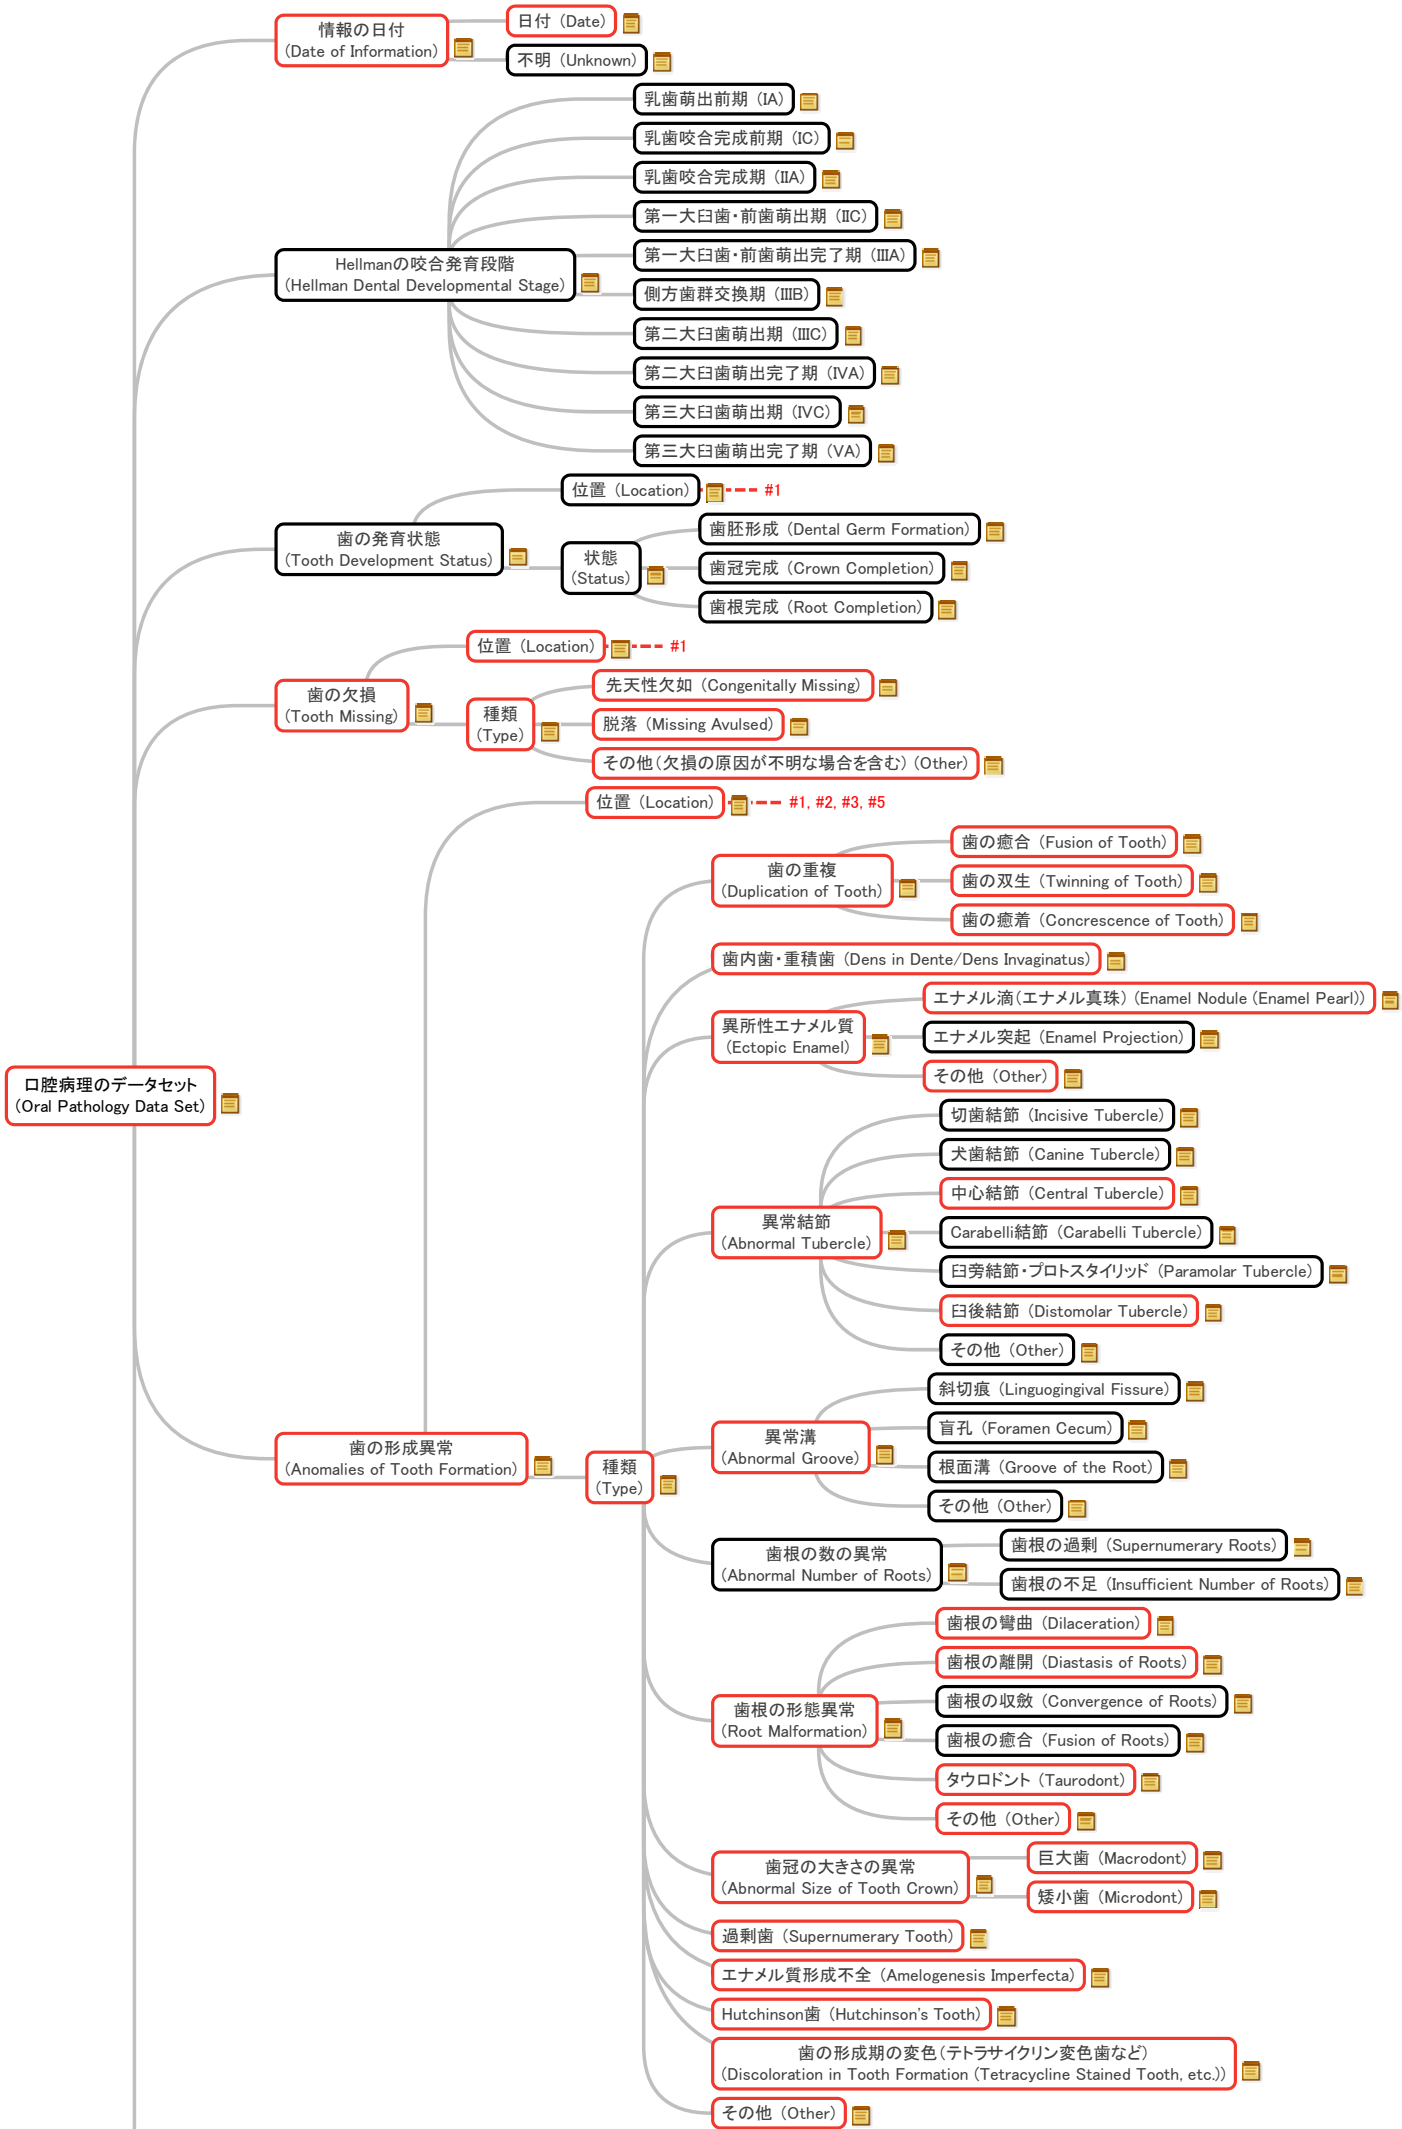 情報の日付
(Date of Information)
日付 (Date)
不明 (Unknown)
乳歯萌出前期 (IA)
乳歯咬合完成前期 (IC)
乳歯咬合完成期 (IIA)
第一大臼歯・前歯萌出期 (IIC)
Hellmanの咬合発育段階
(Hellman Dental Developmental Stage)
第一大臼歯・前歯萌出完了期 (IIIA)
側方歯群交換期 (IIIB)
第二大臼歯萌出期 (IIIC)
第二大臼歯萌出完了期 (IVA)
第三大臼歯萌出期 (IVC)
第三大臼歯萌出完了期 (VA)
位置 (Location) #1
歯の発育状態
(Tooth Development Status)
状態
(Status)
歯胚形成 (Dental Germ Formation)
歯冠完成 (Crown Completion)
歯根完成 (Root Completion)
位置 (Location) #1
歯の欠損
(Tooth Missing)
種類
(Type)
先天性欠如 (Congenitally Missing)
脱落 (Missing Avulsed)
その他(欠損の原因が不明な場合を含む) (Other)
位置 (Location) #1, #2, #3, #5
歯の重複
(Duplication of Tooth)
歯の癒合 (Fusion of Tooth)
歯の双生 (Twinning of Tooth)
歯の癒着 (Concrescence of Tooth)
歯内歯・重積歯 (Dens in Dente/Dens Invaginatus)
異所性エナメル質
(Ectopic Enamel)
エナメル滴(エナメル真珠) (Enamel Nodule (Enamel Pearl))
エナメル突起 (Enamel Projection)
その他 (Other)
口腔病理のデータセット
(Oral Pathology Data Set)
異常結節
(Abnormal Tubercle)
切歯結節 (Incisive Tubercle)
犬歯結節 (Canine Tubercle)
中心結節 (Central Tubercle)
Carabelli結節 (Carabelli Tubercle)
臼旁結節・プロトスタイリッド (Paramolar Tubercle)
臼後結節 (Distomolar Tubercle)
その他 (Other)
歯の形成異常
(Anomalies of Tooth Formation)
種類
(Type)
異常溝
(Abnormal Groove)
斜切痕 (Linguogingival Fissure)
盲孔 (Foramen Cecum)
根面溝 (Groove of the Root)
その他 (Other)
歯根の数の異常
(Abnormal Number of Roots)
歯根の過剰 (Supernumerary Roots)
歯根の不足 (Insufficient Number of Roots)
歯根の形態異常
(Root Malformation)
歯根の彎曲 (Dilaceration)
歯根の離開 (Diastasis of Roots)
歯根の収斂 (Convergence of Roots)
歯根の癒合 (Fusion of Roots)
タウロドント (Taurodont)
その他 (Other)
歯冠の大きさの異常
(Abnormal Size of Tooth Crown)
巨大歯 (Macrodont)
矮小歯 (Microdont)
過剰歯 (Supernumerary Tooth)
エナメル質形成不全 (Amelogenesis Imperfecta)
Hutchinson歯 (Hutchinson's Tooth)
歯の形成期の変色(テトラサイクリン変色歯など)
(Discoloration in Tooth Formation (Tetracycline Stained Tooth, etc.))
その他 (Other)